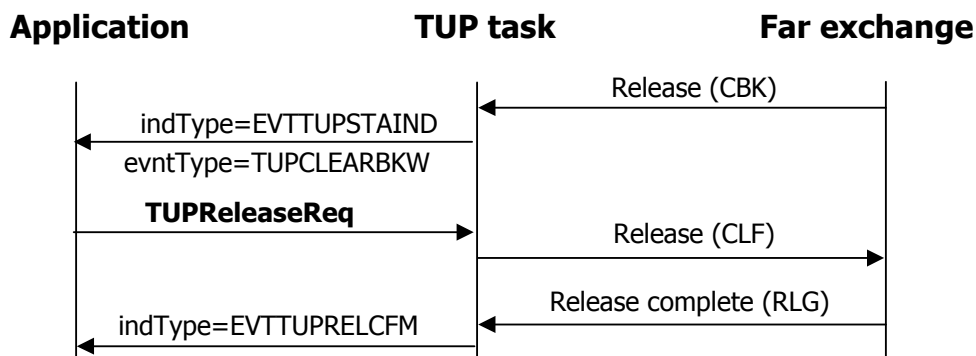 Application
TUP task
Far exchange
Release (CBK)
indType=EVTTUPSTAIND
evntType=TUPCLEARBKW
TUPReleaseReq
Release (CLF)
Release complete (RLG)
indType=EVTTUPRELCFM